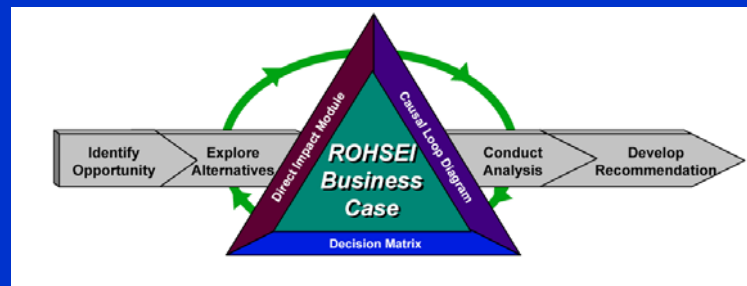 Identify
Opportunity
Explore
Alternatives
Direct Impact Module
ROHSEI
Business
Case
Causal Loop Diagram
Decision Matrix
Conduct
Analysis
Develop
Recommendation